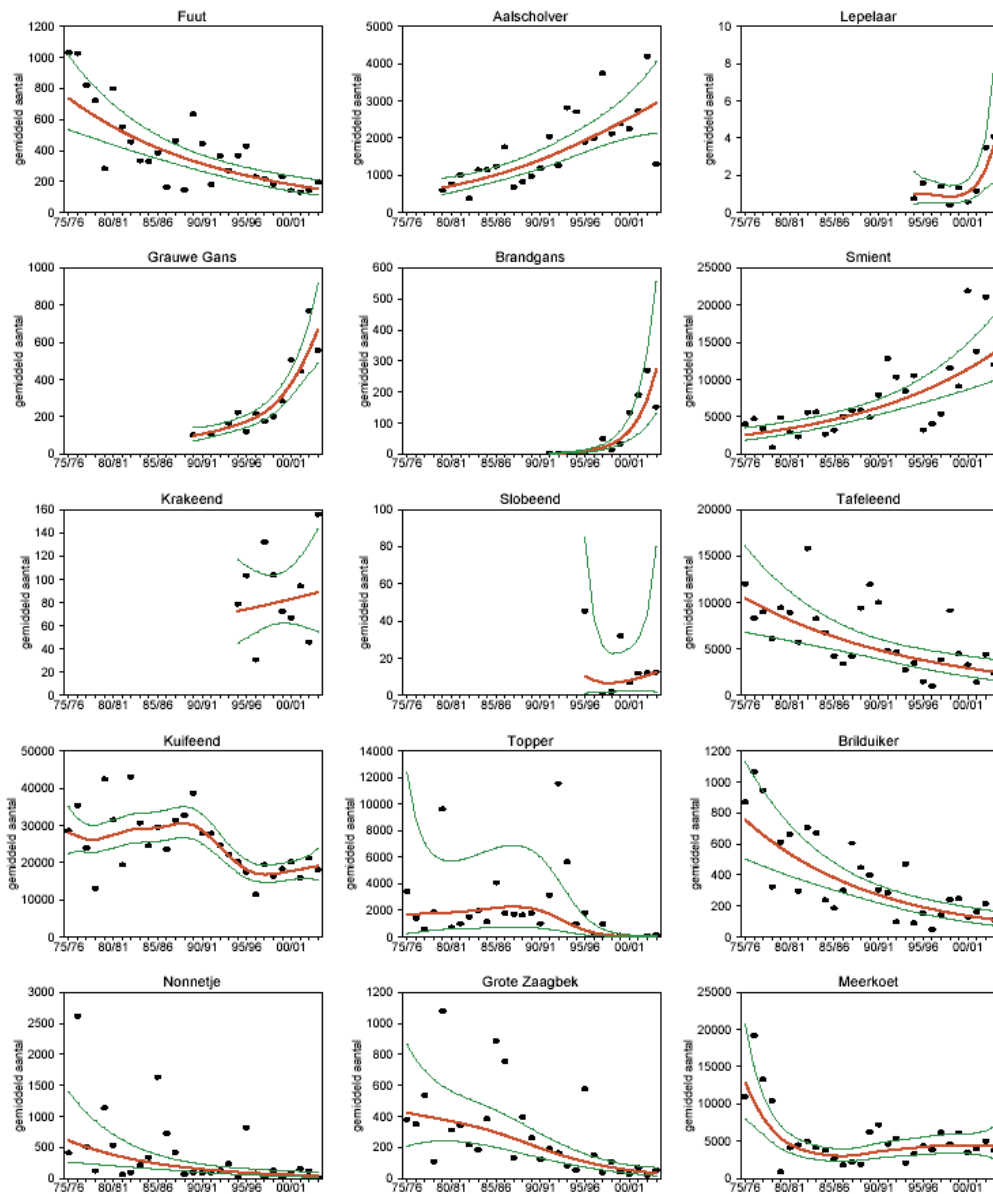 Fuut
1200
1000
800
600
400
200
0
gemiddeld aantal
75/76 80/81 85/86 90/91 95/96 00/01
Aalscholver
5000
4000
3000
2000
1000
0
gemiddeld aantal
75/76 80/81 85/86 90/91 95/96 00/01
Lepelaar
10
8
6
4
2
0
gemiddeld aantal
75/76 80/81 85/86 90/91 95/96 00/01
Grauwe Gans
1000
800
600
400
200
0
gemiddeld aantal
75/76 80/81 85/86 90/91 95/96 00/01
Brandgans
600
500
400
300
200
100
0
gemiddeld aantal
75/76 80/81 85/86 90/91 95/96 00/01
Smient
25000
20000
15000
10000
5000
0
gemiddeld aantal
75/76 80/81 85/86 90/91 95/96 00/01
Krakeend
160
140
120
100
80
60
40
20
0
gemiddeld aantal
75/76 80/81 85/86 90/91 95/96 00/01
Slobeend
100
80
60
40
20
0
gemiddeld aantal
75/76 80/81 85/86 90/91 95/96 00/01
Tafeleend
20000
15000
10000
5000
0
gemiddeld aantal
75/76 80/81 85/86 90/91 95/96 00/01
Kuifeend
50000
40000
30000
20000
10000
0
gemiddeld aantal
75/76 80/81 85/86 90/91 95/96 00/01
Topper
14000
12000
10000
8000
6000
4000
2000
0
gemiddeld aantal
75/76 80/81 85/86 90/91 95/96 00/01
Brilduiker
1200
1000
800
600
400
200
0
gemiddeld aantal
75/76 80/81 85/86 90/91 95/96 00/01
Nonnetje
3000
2500
2000
1500
1000
500
0
gemiddeld aantal
75/76 80/81 85/86 90/91 95/96 00/01
Grote Zaagbek
1200
1000
800
600
400
200
0
gemiddeld aantal
75/76 80/81 85/86 90/91 95/96 00/01
Meerkoet
25000
20000
15000
10000
5000
0
gemiddeld aantal
75/76 80/81 85/86 90/91 95/96 00/01